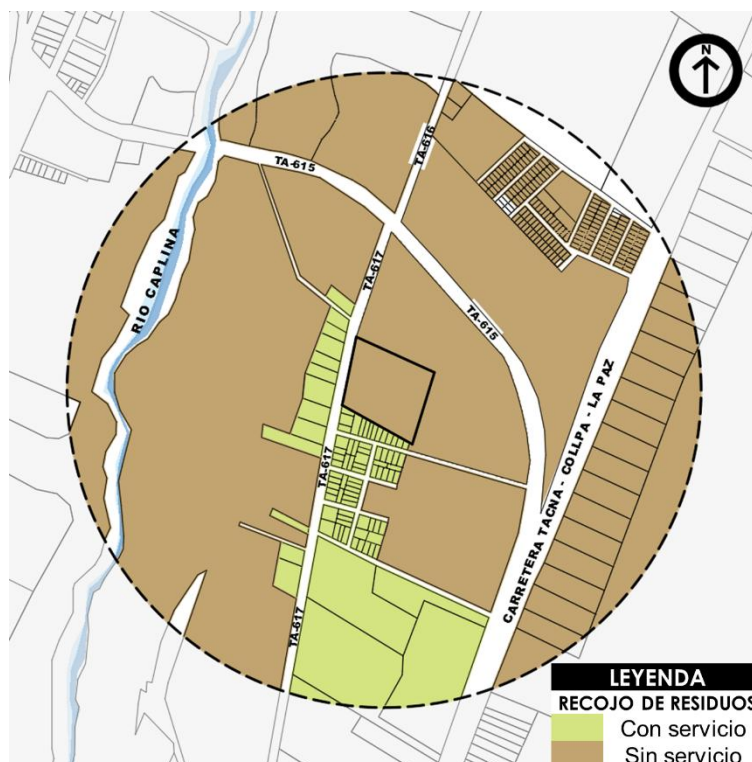 N
TA-616
TA-615
RIO CAPLINA
TA-617
TA-615
CARRETERA TACNA - COLLPA - LA PAZ
TA-617
TA-617
LEYENDA
RECOJO DE RESIDUOS
Con servicio
Sin servicio